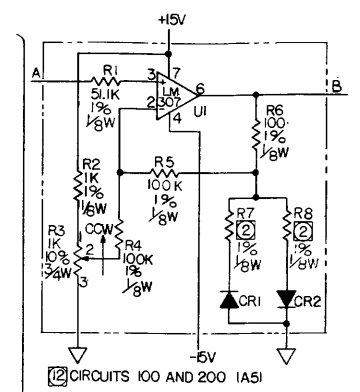 +15V
A
R1
51.1K
1%
1/8W
3
+
7
LM
307
2
-
4
6
U1
B
R6
100
1%
1/8W
R2
1K
1%
1/8W
R5
100K
1%
1/8W
R3
1K
10%
3/4W
1
2
3
CCW
R4
100K
1%
1/8W
R7
2
1%
1/8W
R8
2
1%
1/8W
CR1
CR2
-15V
12 CIRCUITS 100 AND 200 (A5)